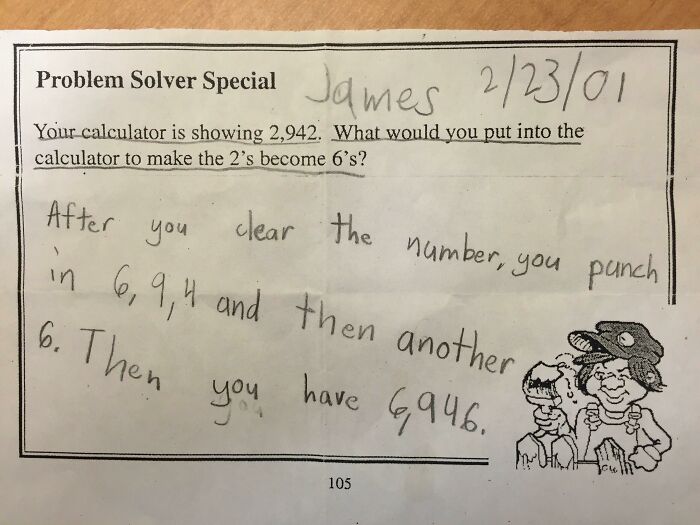 Problem Solver Special James 2/23/01
Your calculator is showing 2,942. What would you put into the
calculator to make the 2's become 6's?
After you clear the number, you punch
in 6, 9, 4 and then another
6. Then you have 6,946.
you
105